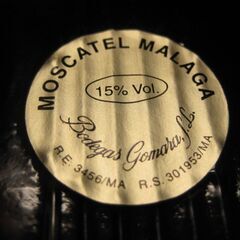 MOSCATEL MALAGA
15% Vol.
Bodegas Gomara, S.L.
R.E. 3456/MA R.S. 301953/MA